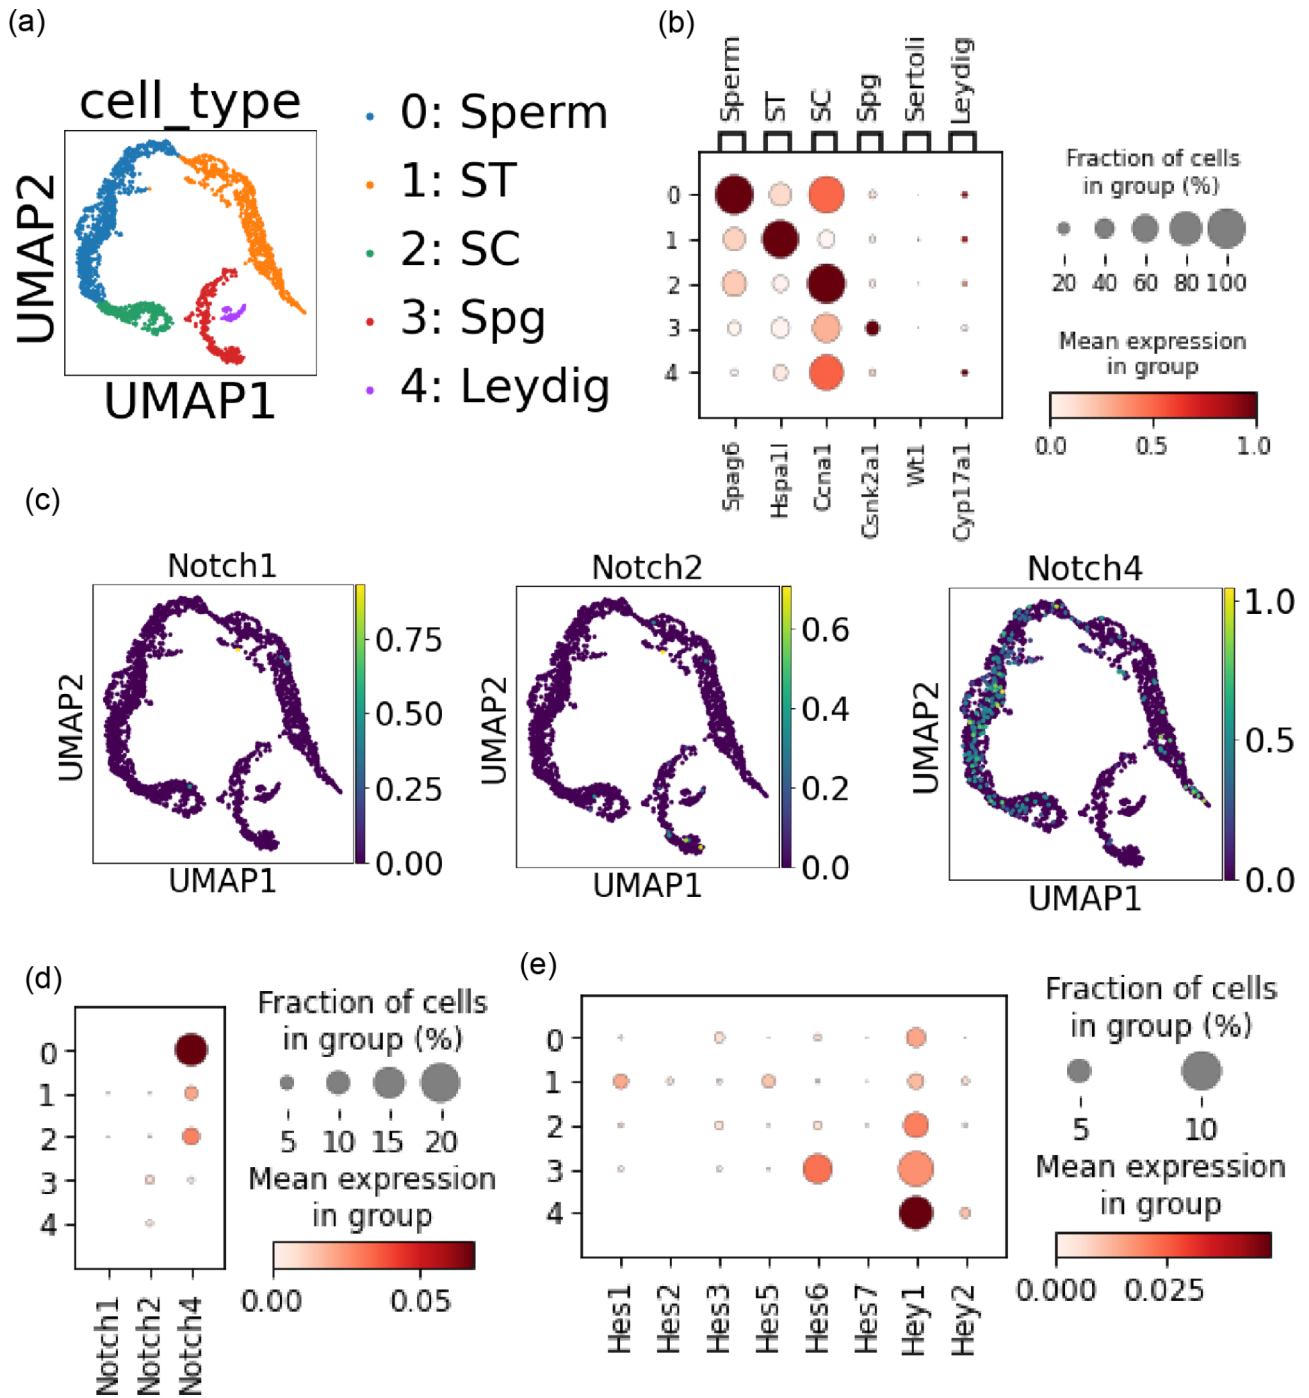 (a)
cell_type
UMAP2
UMAP1
0: Sperm
1: ST
2: SC
3: Spg
4: Leydig
(b)
Sperm
ST
SC
Spg
Sertoli
Leydig
0
1
2
3
4
Spag6
Hspa1l
Ccna1
Csnk2a1
Wt1
Cyp17a1
Fraction of cells
in group (%)
20 40 60 80 100
Mean expression
in group
0.0 0.5 1.0
(c)
Notch1
UMAP2
UMAP1
0.75
0.50
0.25
0.00
Notch2
UMAP2
UMAP1
0.6
0.4
0.2
0.0
Notch4
UMAP2
UMAP1
1.0
0.5
0.0
(d)
0
1
2
3
4
Notch1
Notch2
Notch4
Fraction of cells
in group (%)
5 10 15 20
Mean expression
in group
0.00 0.05
(e)
0
1
2
3
4
Hes1
Hes2
Hes3
Hes5
Hes6
Hes7
Hey1
Hey2
Fraction of cells
in group (%)
5 10
Mean expression
in group
0.000 0.025